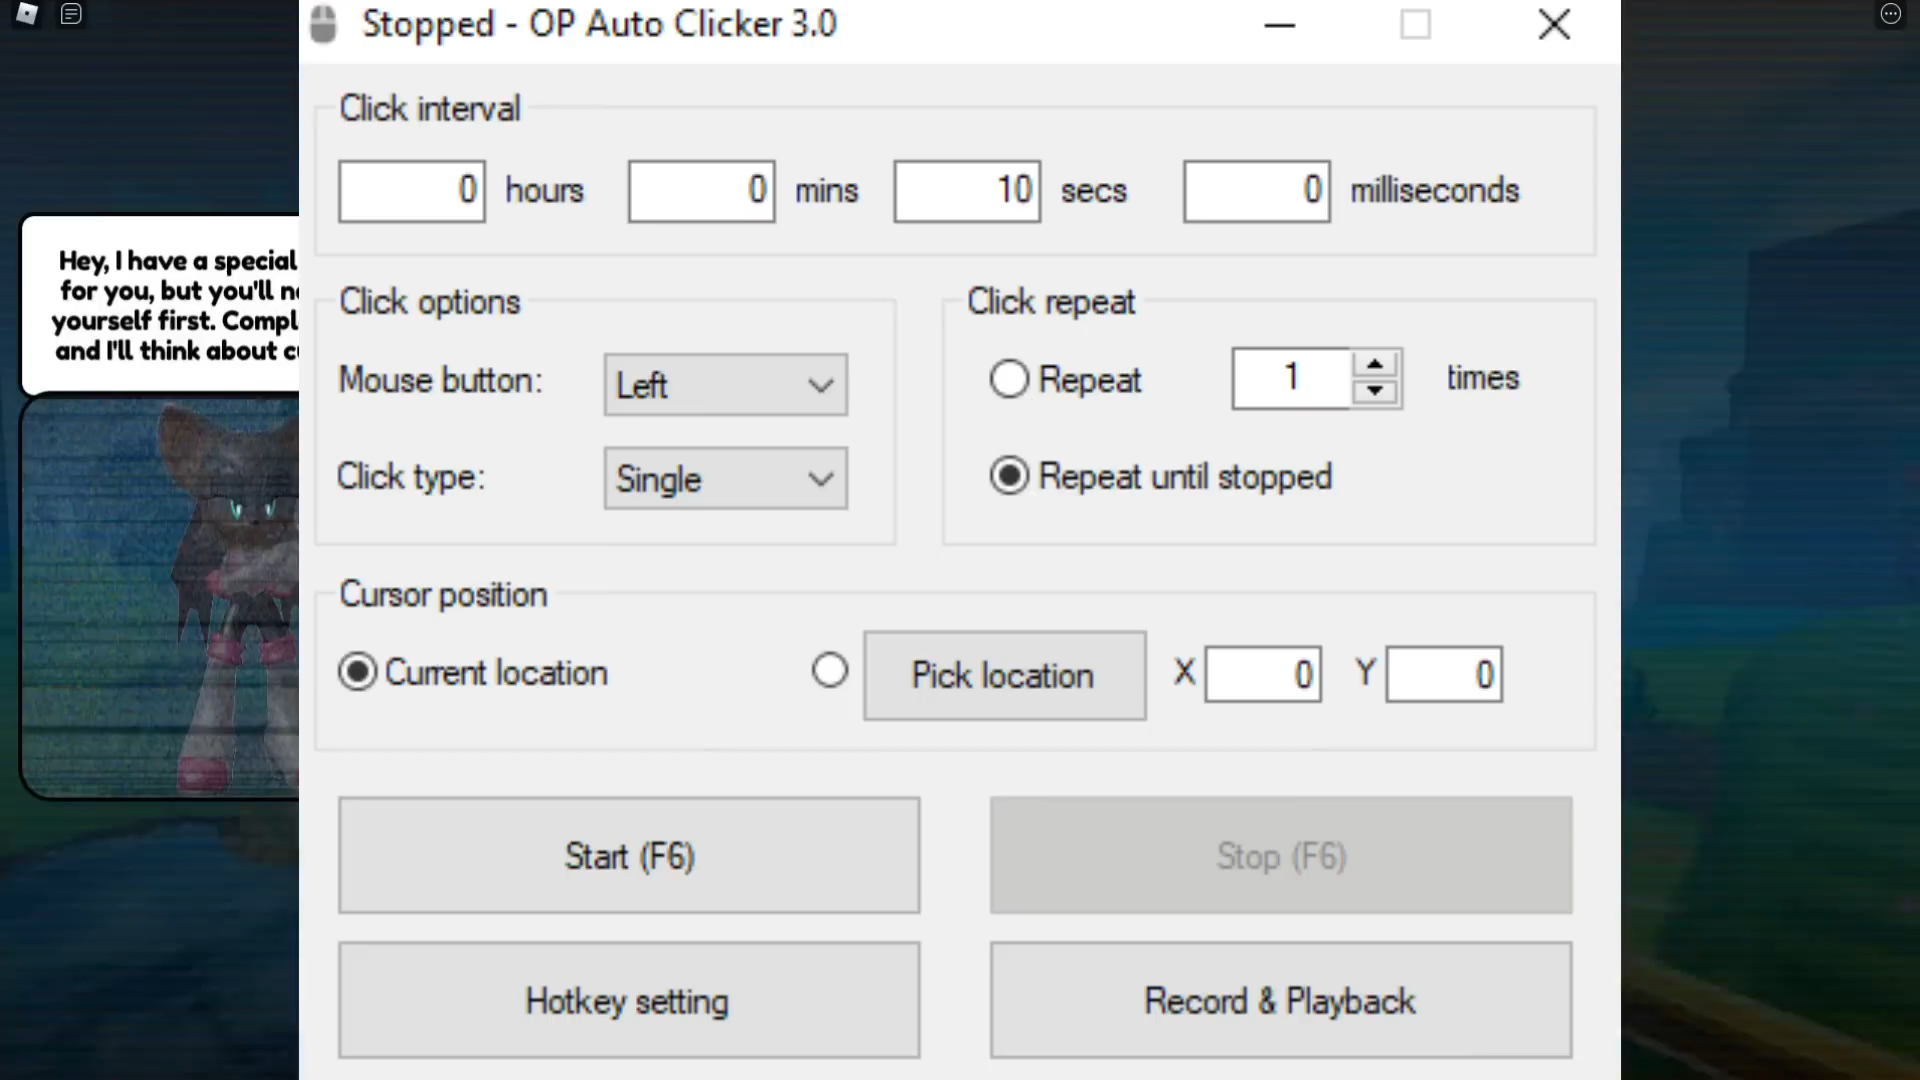 Stopped - OP Auto Clicker 3.0
Click interval
0 hours 0 mins 10 secs 0 milliseconds
Hey, I have a special
for you, but you'll
yourself first.
and I'll think about
Click options
Mouse button: Left
Click type: Single
Click repeat
Repeat 1 times
Repeat until stopped
Cursor position
Current location Pick location X 0 Y 0
Start (F6) Stop (F6)
Hotkey setting Record & Playback